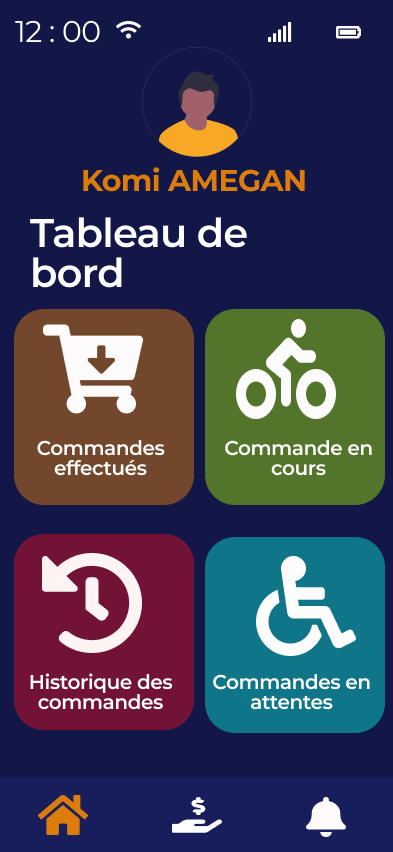 12 : 00
Komi AMEGAN
Tableau de
bord
Commandes
effectués
Commande en
cours
Historique des
commandes
Commandes en
attentes
$